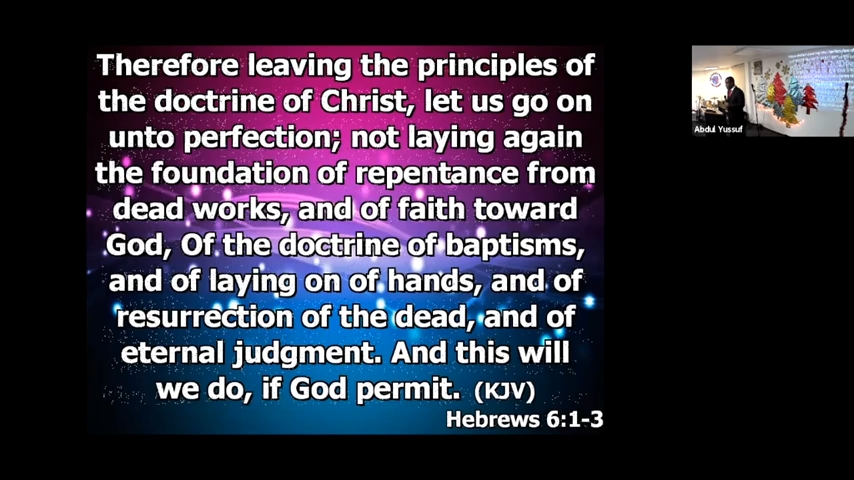 Therefore leaving the principles of
the doctrine of Christ, let us go on
unto perfection; not laying again
the foundation of repentance from
dead works, and of faith toward
God, Of the doctrine of baptisms,
and of laying on of hands, and of
resurrection of the dead, and of
eternal judgment. And this will
we do, if God permit. (KJV)
Hebrews 6:1-3
Abdul Yussuf